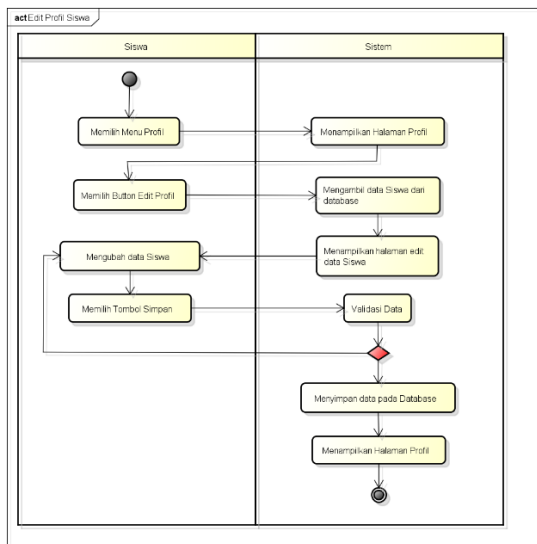 act Edit Profil Siswa
Siswa
Sistem
Memilih Menu Profil
Menampilkan Halaman Profil
Memilih Button Edit Profil
Mengambil data Siswa dari
database
Mengubah data Siswa
Menampilkan halaman edit
data Siswa
Memilih Tombol Simpan
Validasi Data
Menyimpan data pada Database
Menampilkan Halaman Profil